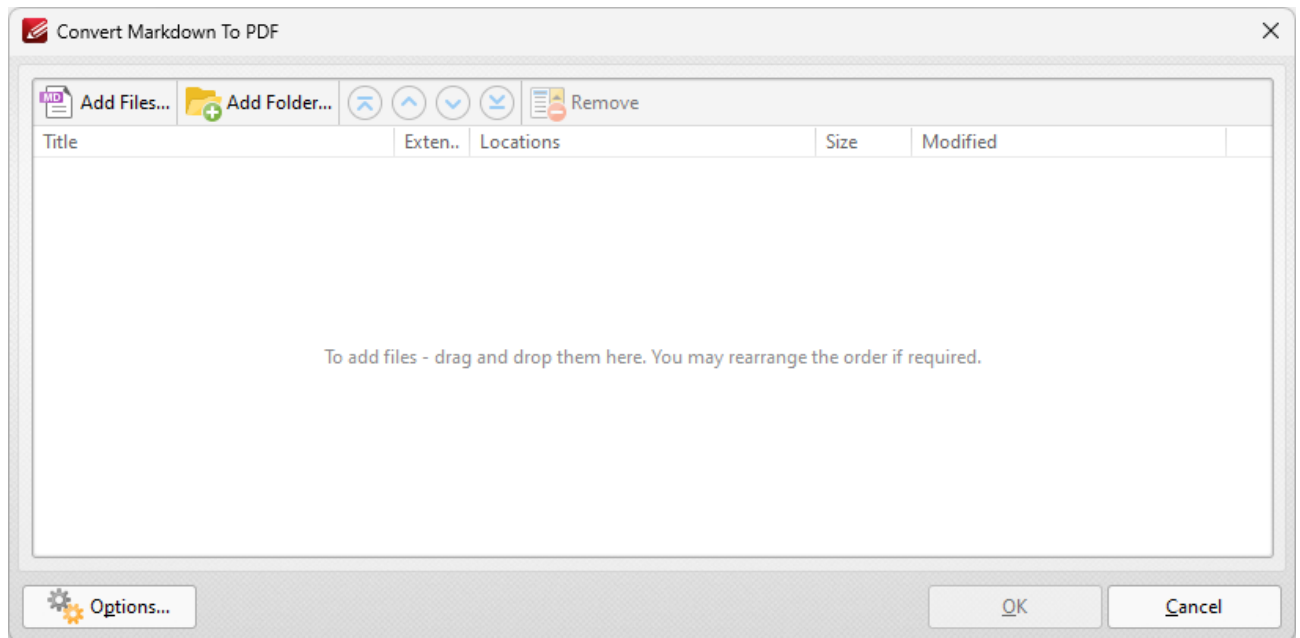 Convert Markdown To PDF
MD Add Files... Add Folder... Remove
Title Exten.. Locations Size Modified
To add files - drag and drop them here. You may rearrange the order if required.
Options... OK Cancel